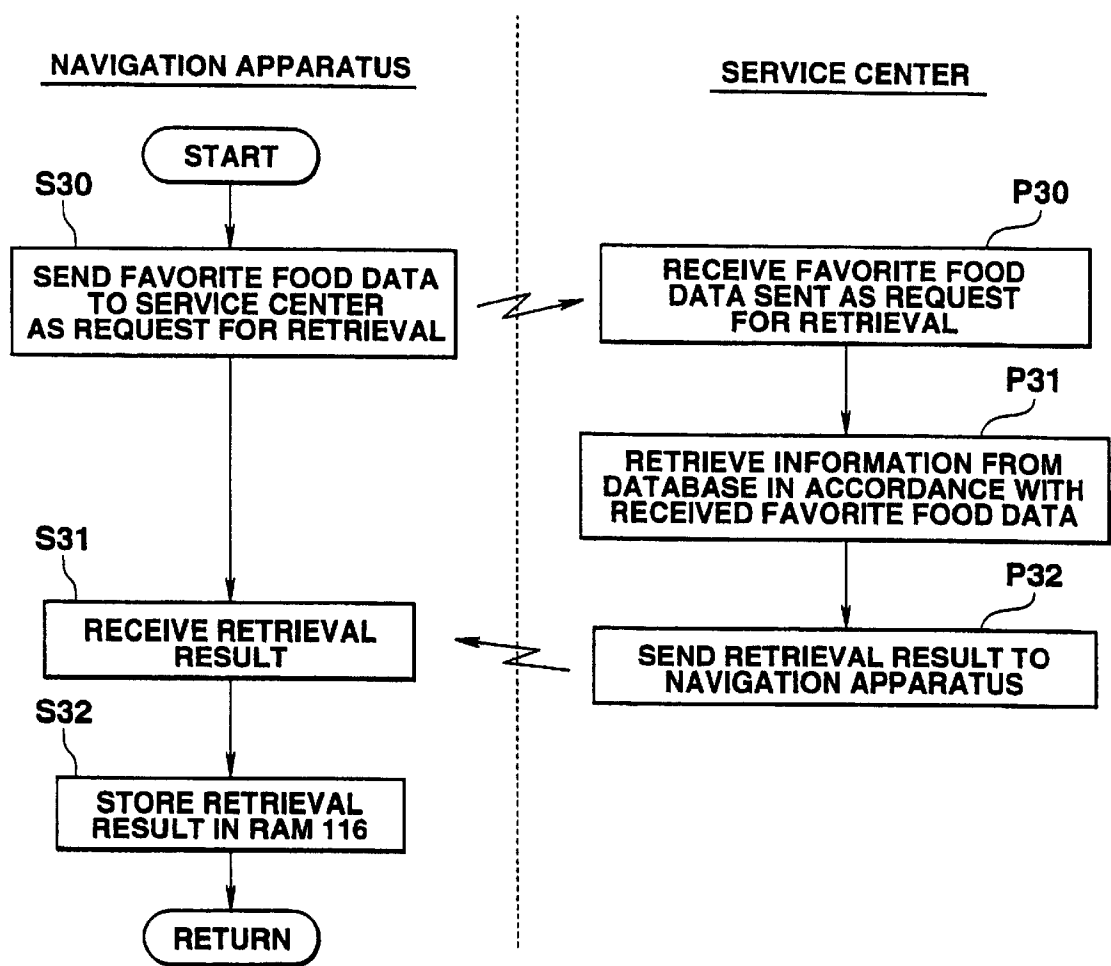 NAVIGATION APPARATUS
SERVICE CENTER
START
S30
SEND FAVORITE FOOD DATA
TO SERVICE CENTER
AS REQUEST FOR RETRIEVAL
P30
RECEIVE FAVORITE FOOD
DATA SENT AS REQUEST
FOR RETRIEVAL
P31
RETRIEVE INFORMATION FROM
DATABASE IN ACCORDANCE WITH
RECEIVED FAVORITE FOOD DATA
P32
SEND RETRIEVAL RESULT TO
NAVIGATION APPARATUS
S31
RECEIVE RETRIEVAL
RESULT
S32
STORE RETRIEVAL
RESULT IN RAM 116
RETURN